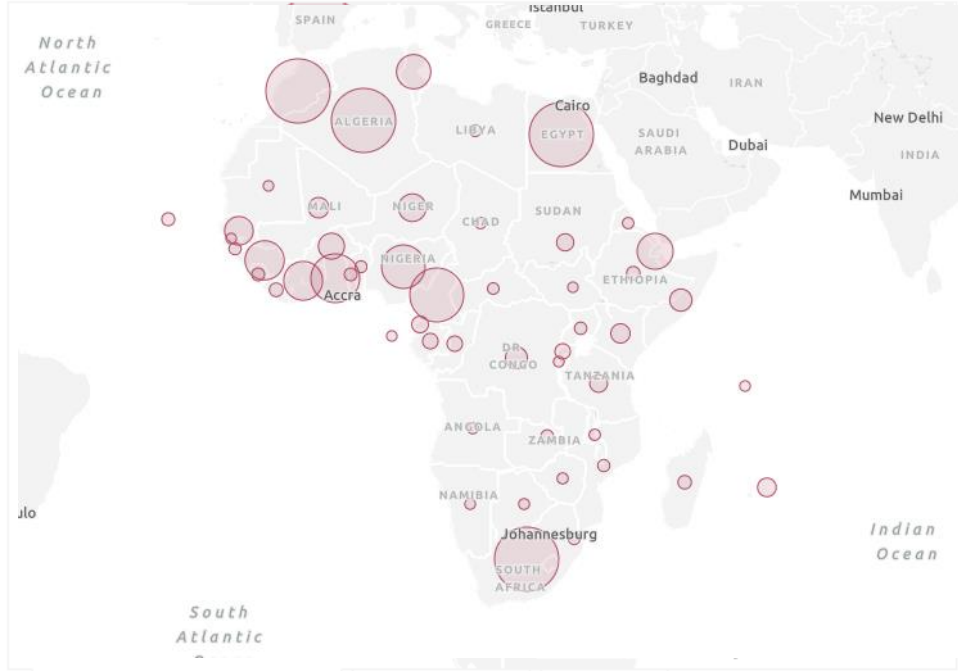 Istanbul
SPAIN
GREECE
TURKEY
North
Atlantic
Ocean
Baghdad
IRAN
Cairo
ALGERIA
LIBYA
EGYPT
SAUDI
ARABIA
New Delhi
Dubai
INDIA
Mumbai
MALI
NIGER
CHAD
SUDAN
NIGERIA
ETHIOPIA
Accra
DR
CONGO
TANZANIA
ANGOLA
ZAMBIA
NAMIBIA
ulo
Johannesburg
Indian
Ocean
SOUTH
AFRICA
South
Atlantic